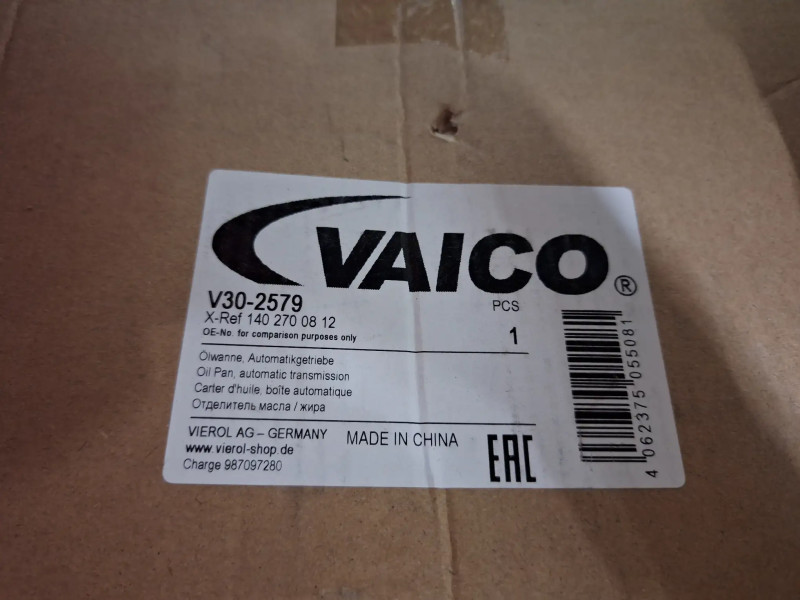 VAICO®
V30-2579
X-Ref 140 270 08 12
OE-No. for comparison purposes only
PCS
1
Ölwanne, Automatikgetriebe
Oil Pan, automatic transmission
Carter d'huile, boîte automatique
Отделитель масла / жира
VIEROL AG – GERMANY
www.vierol-shop.de
Charge 987097280
MADE IN CHINA
EAC
4 062375 055081